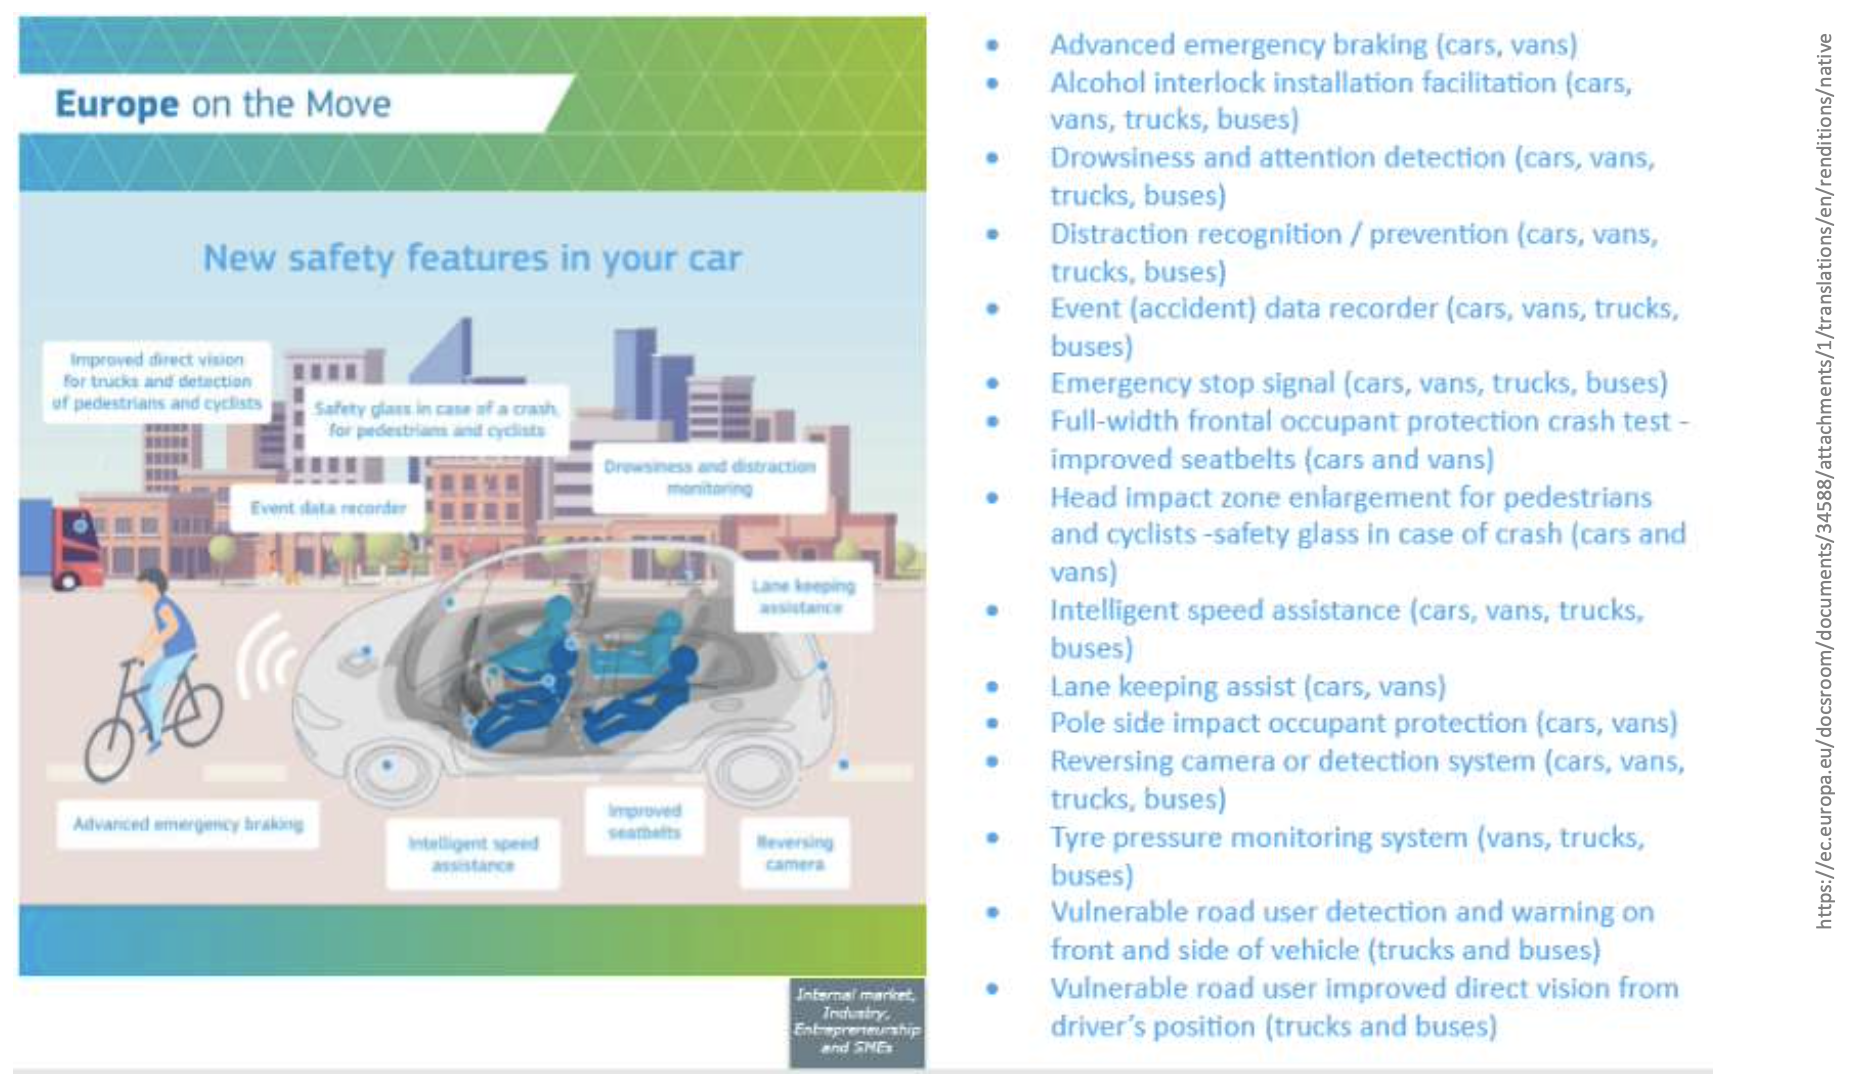 Europe on the Move
New safety features in your car
Improved direct vision
for trucks and detection
of pedestrians and cyclists
Safety glass in case of a crash,
for pedestrians and cyclists
Drowsiness and distraction
monitoring
Event data recorder
Lane keeping
assistance
Advanced emergency braking
Intelligent speed
assistance
Improved
seatbelts
Reversing
camera
Internal market,
Industry,
Entrepreneurship
and SMEs
• Advanced emergency braking (cars, vans)
• Alcohol interlock installation facilitation (cars,
vans, trucks, buses)
• Drowsiness and attention detection (cars, vans,
trucks, buses)
• Distraction recognition / prevention (cars, vans,
trucks, buses)
• Event (accident) data recorder (cars, vans, trucks,
buses)
• Emergency stop signal (cars, vans, trucks, buses)
• Full-width frontal occupant protection crash test -
improved seatbelts (cars and vans)
• Head impact zone enlargement for pedestrians
and cyclists -safety glass in case of crash (cars and
vans)
• Intelligent speed assistance (cars, vans, trucks,
buses)
• Lane keeping assist (cars, vans)
• Pole side impact occupant protection (cars, vans)
• Reversing camera or detection system (cars, vans,
trucks, buses)
• Tyre pressure monitoring system (vans, trucks,
buses)
• Vulnerable road user detection and warning on
front and side of vehicle (trucks and buses)
• Vulnerable road user improved direct vision from
driver's position (trucks and buses)
https://ec.europa.eu/docsroom/documents/34588/attachments/1/translations/en/renditions/native